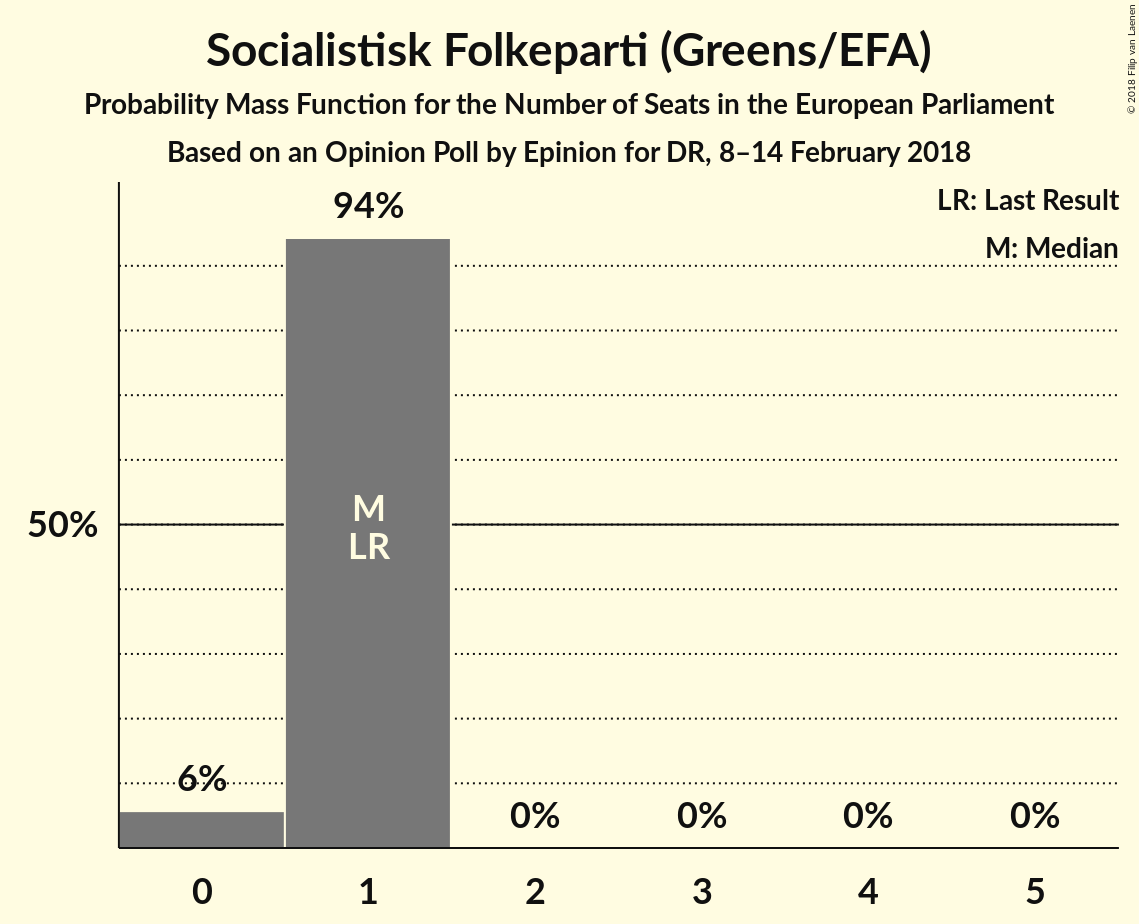 Socialistisk Folkeparti (Greens/EFA)
Probability Mass Function for the Number of Seats in the European Parliament
Based on an Opinion Poll by Epinion for DR, 8–14 February 2018
© 2018 Filip van Laenen
LR: Last Result
M: Median
94%
50%
M
LR
6%
0%
0%
0%
0%
0
1
2
3
4
5